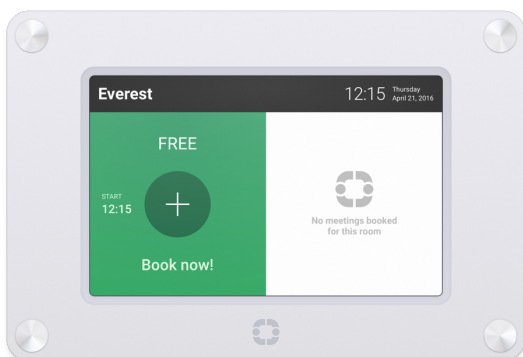 Everest
12:15
Thursday
April 21, 2016
FREE
START
12:15
Book now!
No meetings booked
for this room